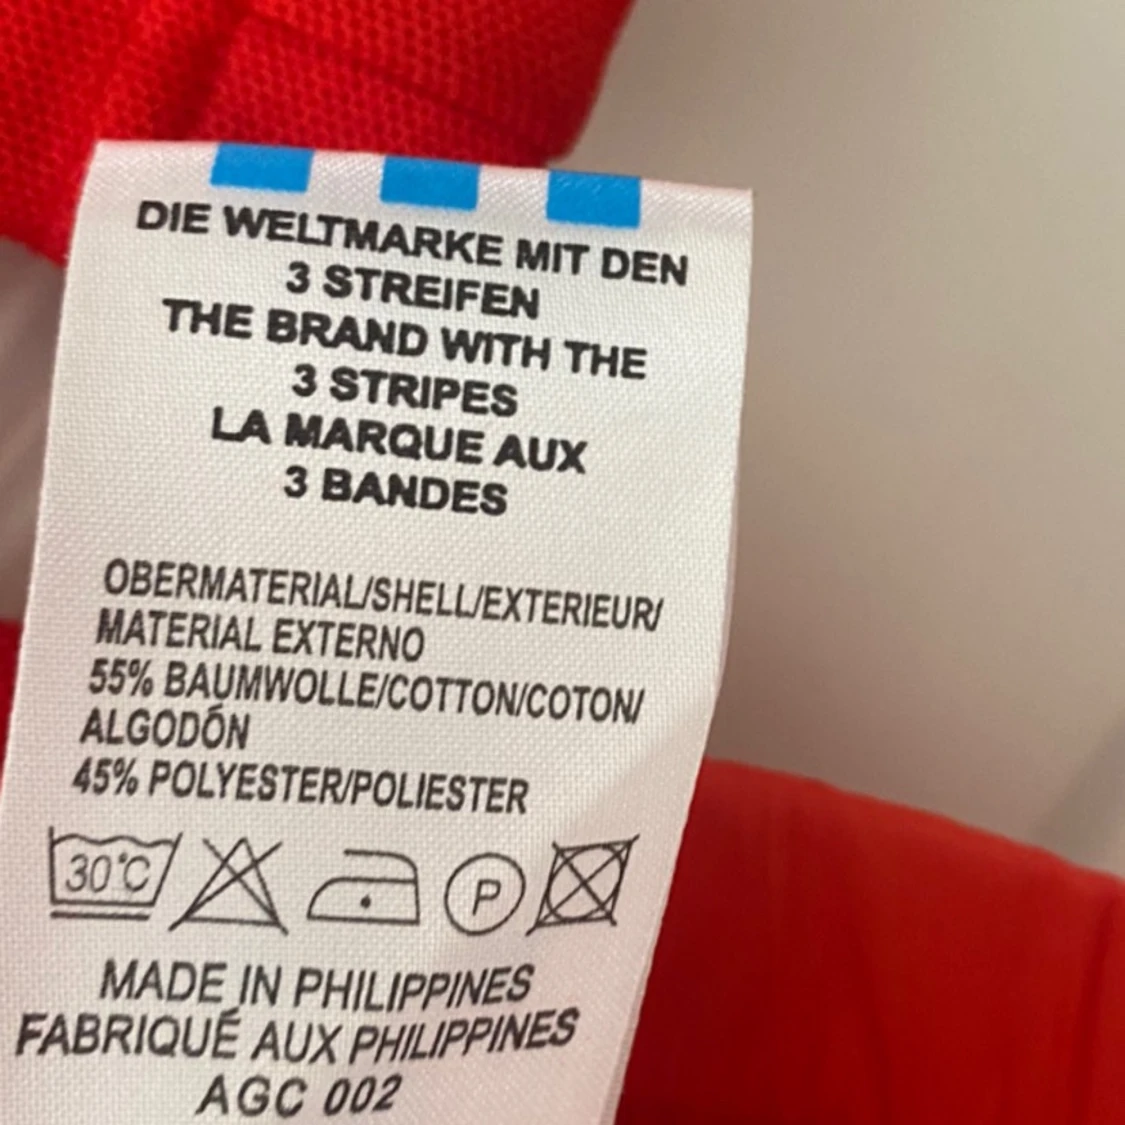 DIE WELTMARKE MIT DEN
3 STREIFEN
THE BRAND WITH THE
3 STRIPES
LA MARQUE AUX
3 BANDES
OBERMATERIAL/SHELL/EXTERIEUR/
MATERIAL EXTERNO
55% BAUMWOLLE/COTTON/COTON/
ALGODÓN
45% POLYESTER/POLIESTER
30°C P
MADE IN PHILIPPINES
FABRIQUÉ AUX PHILIPPINES
AGC 002